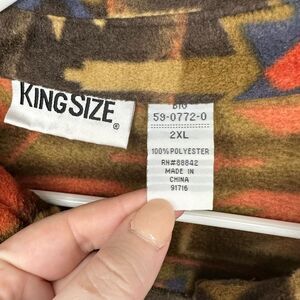 KINGSIZE
®
BIG
59-0772-0
2XL
100% POLYESTER
RN#88842
MADE IN
CHINA
91716